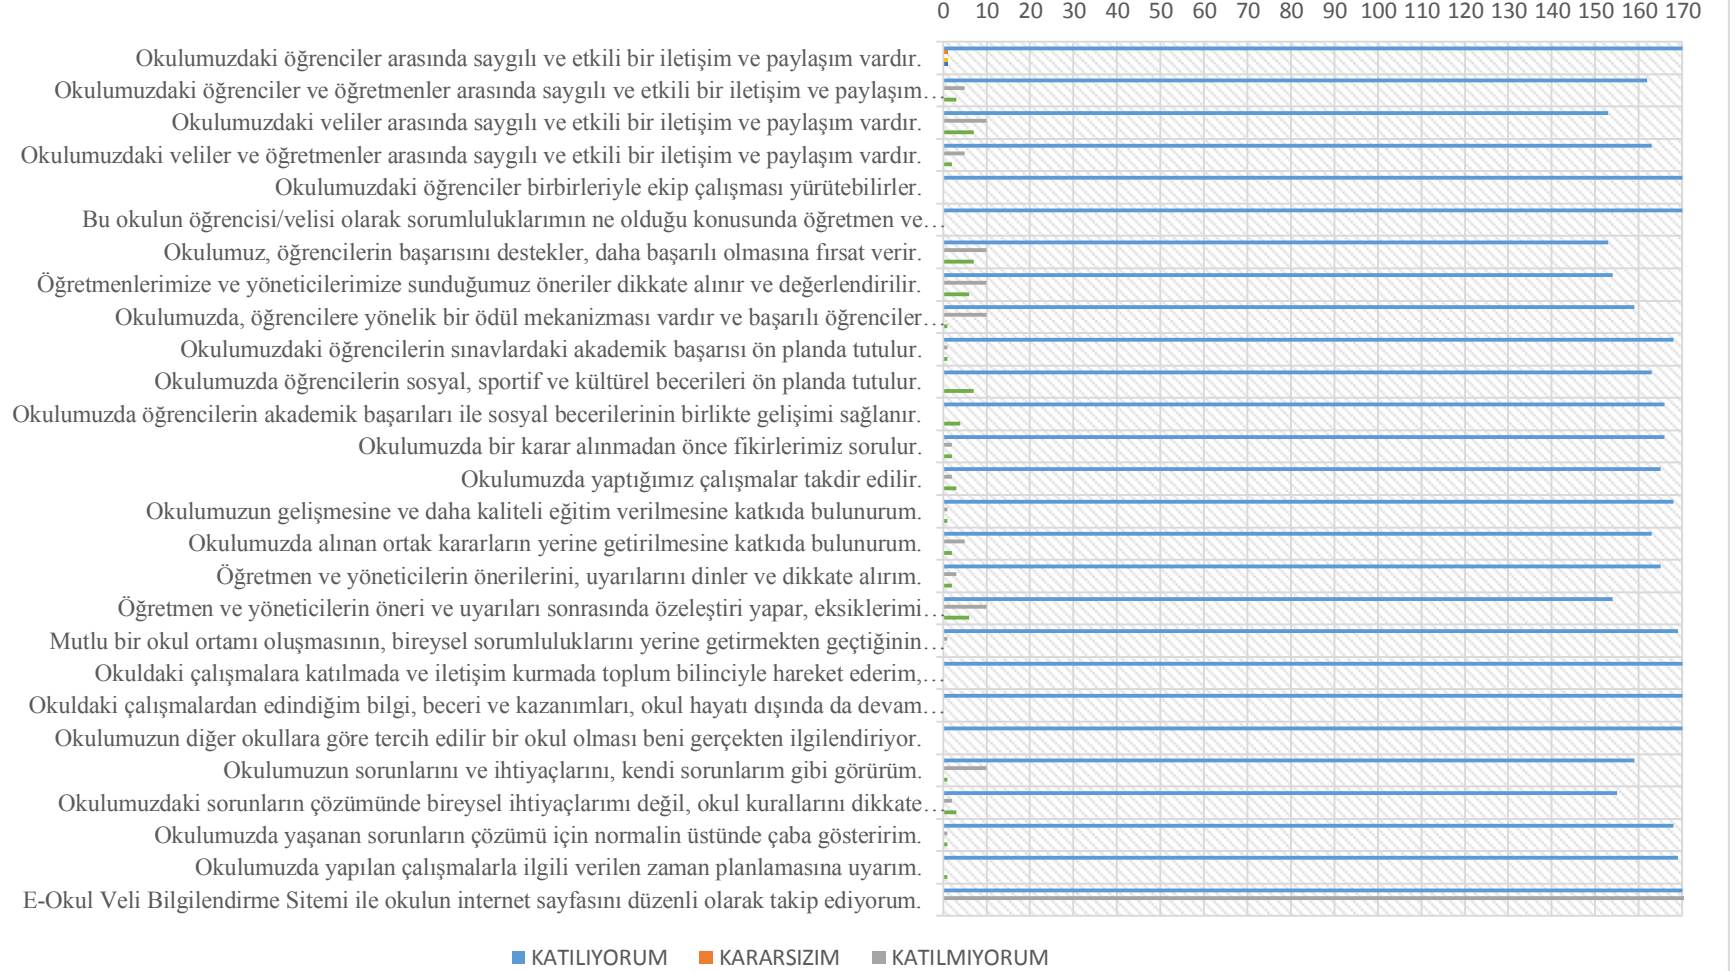 0 10 20 30 40 50 60 70 80 90 100 110 120 130 140 150 160 170
Okulumuzdaki öğrenciler arasında saygılı ve etkili bir iletişim ve paylaşım vardır.
Okulumuzdaki öğrenciler ve öğretmenler arasında saygılı ve etkili bir iletişim ve paylaşım…
Okulumuzdaki veliler arasında saygılı ve etkili bir iletişim ve paylaşım vardır.
Okulumuzdaki veliler ve öğretmenler arasında saygılı ve etkili bir iletişim ve paylaşım vardır.
Okulumuzdaki öğrenciler birbirleriyle ekip çalışması yürütebilirler.
Bu okulun öğrencisi/velisi olarak sorumluluklarımın ne olduğu konusunda öğretmen ve…
Okulumuz, öğrencilerin başarısını destekler, daha başarılı olmasına fırsat verir.
Öğretmenlerimize ve yöneticilerimize sunduğumuz öneriler dikkate alınır ve değerlendirilir.
Okulumuzda, öğrencilere yönelik bir ödül mekanizması vardır ve başarılı öğrenciler…
Okulumuzdaki öğrencilerin sınavlardaki akademik başarısı ön planda tutulur.
Okulumuzda öğrencilerin sosyal, sportif ve kültürel becerileri ön planda tutulur.
Okulumuzda öğrencilerin akademik başarıları ile sosyal becerilerinin birlikte gelişimi sağlanır.
Okulumuzda bir karar alınmadan önce fikirlerimiz sorulur.
Okulumuzda yaptığımız çalışmalar takdir edilir.
Okulumuzun gelişmesine ve daha kaliteli eğitim verilmesine katkıda bulunurum.
Okulumuzda alınan ortak kararların yerine getirilmesine katkıda bulunurum.
Öğretmen ve yöneticilerin önerilerini, uyarılarını dinler ve dikkate alırım.
Öğretmen ve yöneticilerin öneri ve uyarıları sonrasında özeleştiri yapar, eksiklerimi…
Mutlu bir okul ortamı oluşmasının, bireysel sorumluluklarını yerine getirmekten geçtiğinin…
Okuldaki çalışmalara katılmada ve iletişim kurmada toplum bilinciyle hareket ederim,…
Okuldaki çalışmalardan edindiğim bilgi, beceri ve kazanımları, okul hayatı dışında da devam…
Okulumuzun diğer okullara göre tercih edilir bir okul olması beni gerçekten ilgilendiriyor.
Okulumuzun sorunlarını ve ihtiyaçlarını, kendi sorunlarım gibi görürüm.
Okulumuzdaki sorunların çözümünde bireysel ihtiyaçlarımı değil, okul kurallarını dikkate…
Okulumuzda yaşanan sorunların çözümü için normalin üstünde çaba gösteririm.
Okulumuzda yapılan çalışmalarla ilgili verilen zaman planlamasına uyarım.
E-Okul Veli Bilgilendirme Sitemi ile okulun internet sayfasını düzenli olarak takip ediyorum.
KATILIYORUM KARARSIZIM KATILMIYORUM